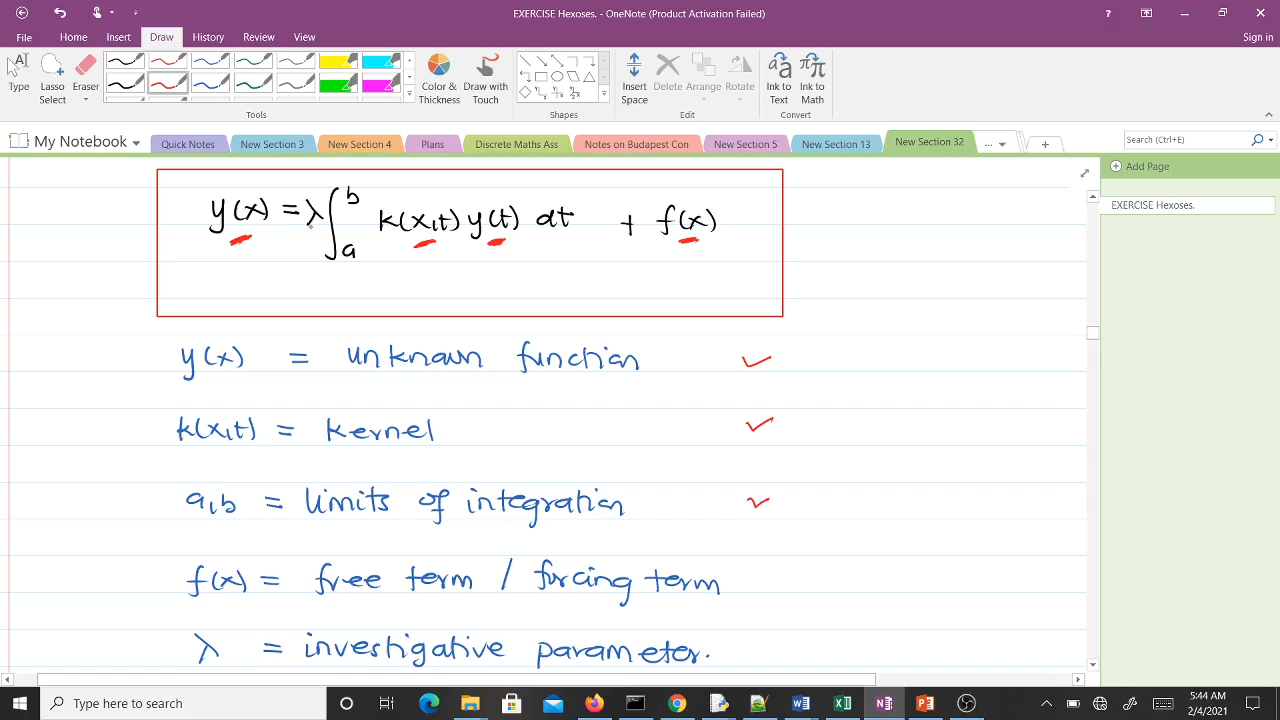 EXERCISE Hexoses. - OneNote (Product Activation Failed)
Sign in
File Home Insert Draw History Review View
Type Lasso Select Eraser Color & Thickness Draw with Touch Insert Space Delete Arrange Rotate Ink to Text Ink to Math
Tools Shapes Edit Convert
My Notebook Quick Notes New Section 3 New Section 4 Plans Discrete Maths Ass Notes on Budapest Con New Section 5 New Section 13 New Section 32 ... Search (Ctrl+E)
Add Page
EXERCISE Hexoses.
y(x) = λ∫_a^b k(x,t) y(t) dt + f(x)
y(x) = unknown function ✓
k(x,t) = kernel ✓
a,b = limits of integration ✓
f(x) = free term / forcing term
λ = investigative parameter.
Type here to search
5:44 AM
2/4/2021